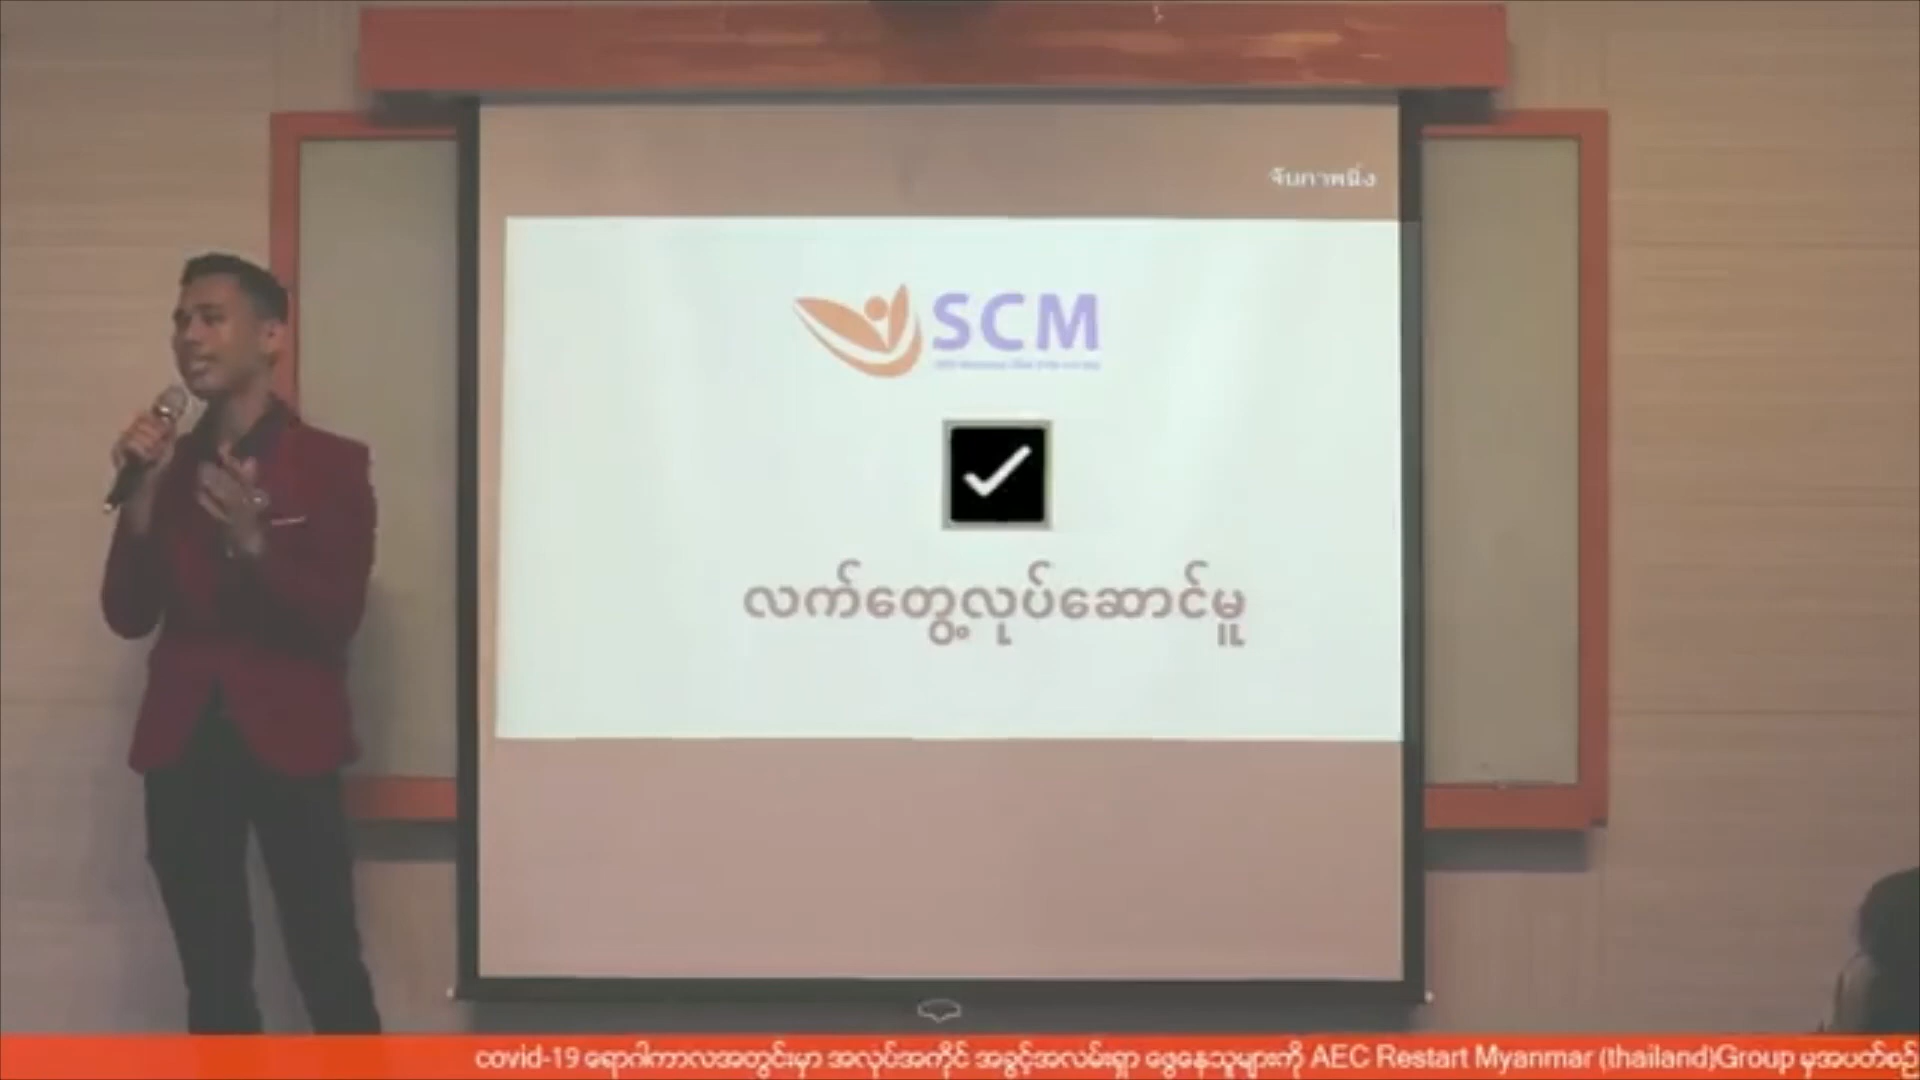 จับภาพนิ่ง
SCM
လက်တွေ့လုပ်ဆောင်မှူ
covid-19 ရောဂါကာလအတွင်းမှာ အလုပ်အကိုင် အခွင့်အလမ်းရှာ ဖွေနေသူများကို AEC Restart Myanmar (thailand)Group မှအပတ်စဉ်